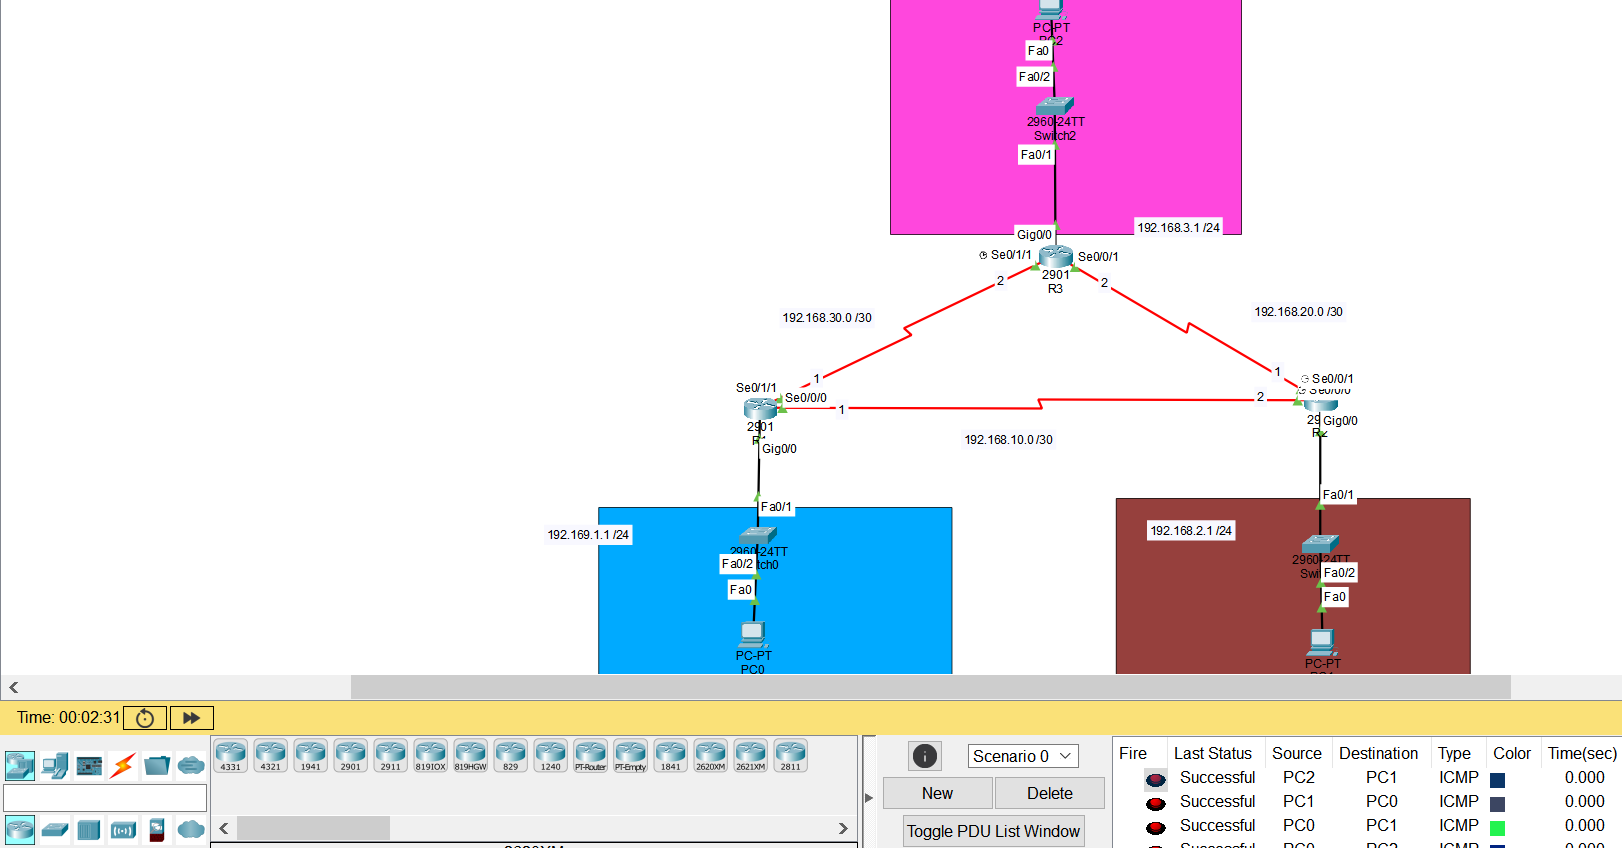 PC-PT
PC2
Fa0
Fa0/2
2960-24TT
Switch2
Fa0/1
192.168.3.1 /24
Gig0/0
Se0/1/1
Se0/0/1
2901
R3
2
2
192.168.30.0 /30
192.168.20.0 /30
1
1
Se0/0/1
Se0/1/1
Se0/0/0
Se0/0/0
1
2
2901
Gig0/0
29
Gig0/0
R2
192.168.10.0 /30
Fa0/1
Fa0/1
192.169.1.1 /24
192.168.2.1 /24
2960-24TT
tch0
Fa0/2
Fa0
2960-24TT
Swi
Fa0/2
Fa0
PC-PT
PC0
PC-PT
Time: 00:02:31
4331
4321
1941
2901
2911
819IOX
819HGW
829
1240
PT-Router
PT-Empty
1841
2620XM
2621XM
2811
Scenario 0
New
Delete
Toggle PDU List Window
Fire Last Status Source Destination Type Color Time(sec)
Successful PC2 PC1 ICMP 0.000
Successful PC1 PC0 ICMP 0.000
Successful PC0 PC1 ICMP 0.000